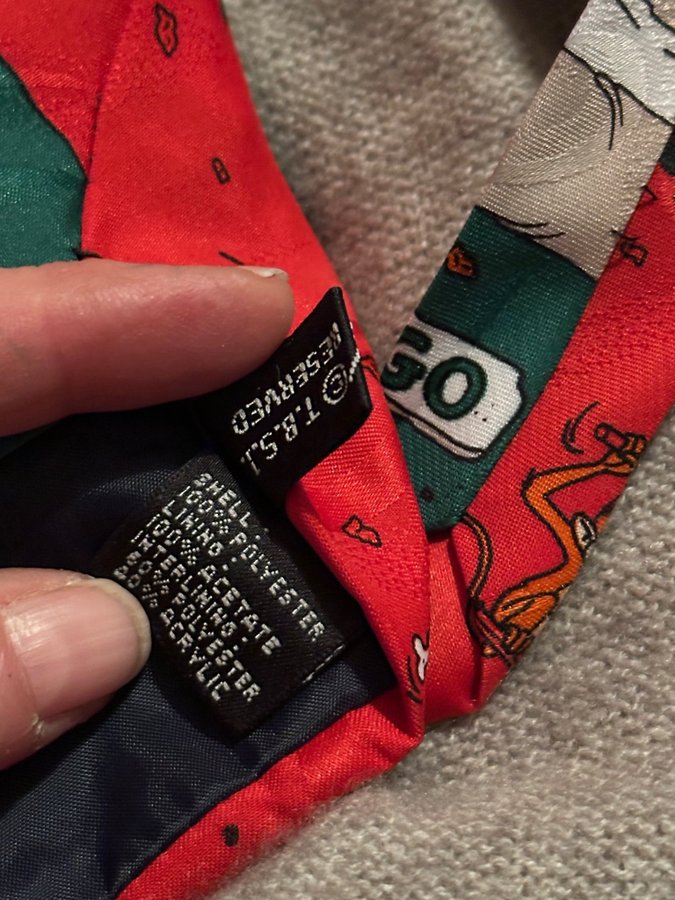 © T.B.S.I.
RESERVED
SHELL:
100% POLYESTER
LINING:
100% ACETATE
INTERLINING:
80% POLYESTER
20% ACRYLIC
GO